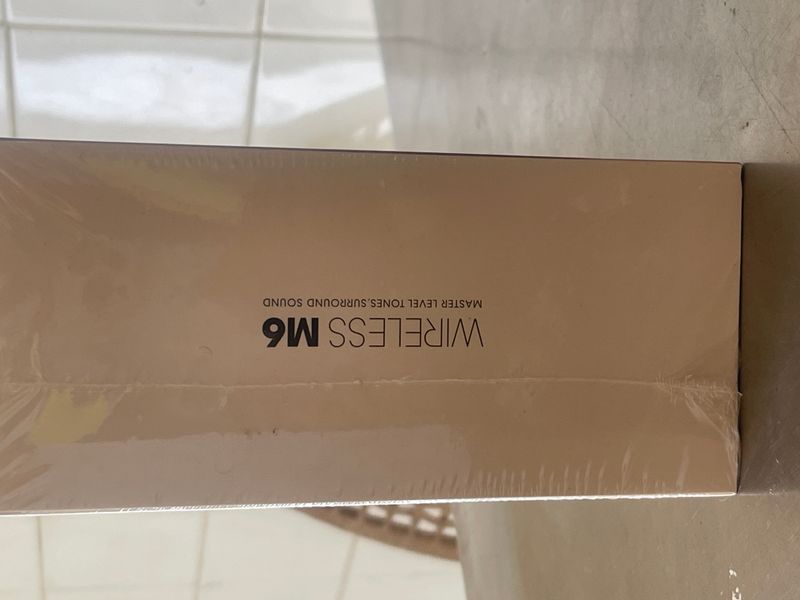 WIRELESS M6
MASTER LEVEL TONES,SURROUND SOUND